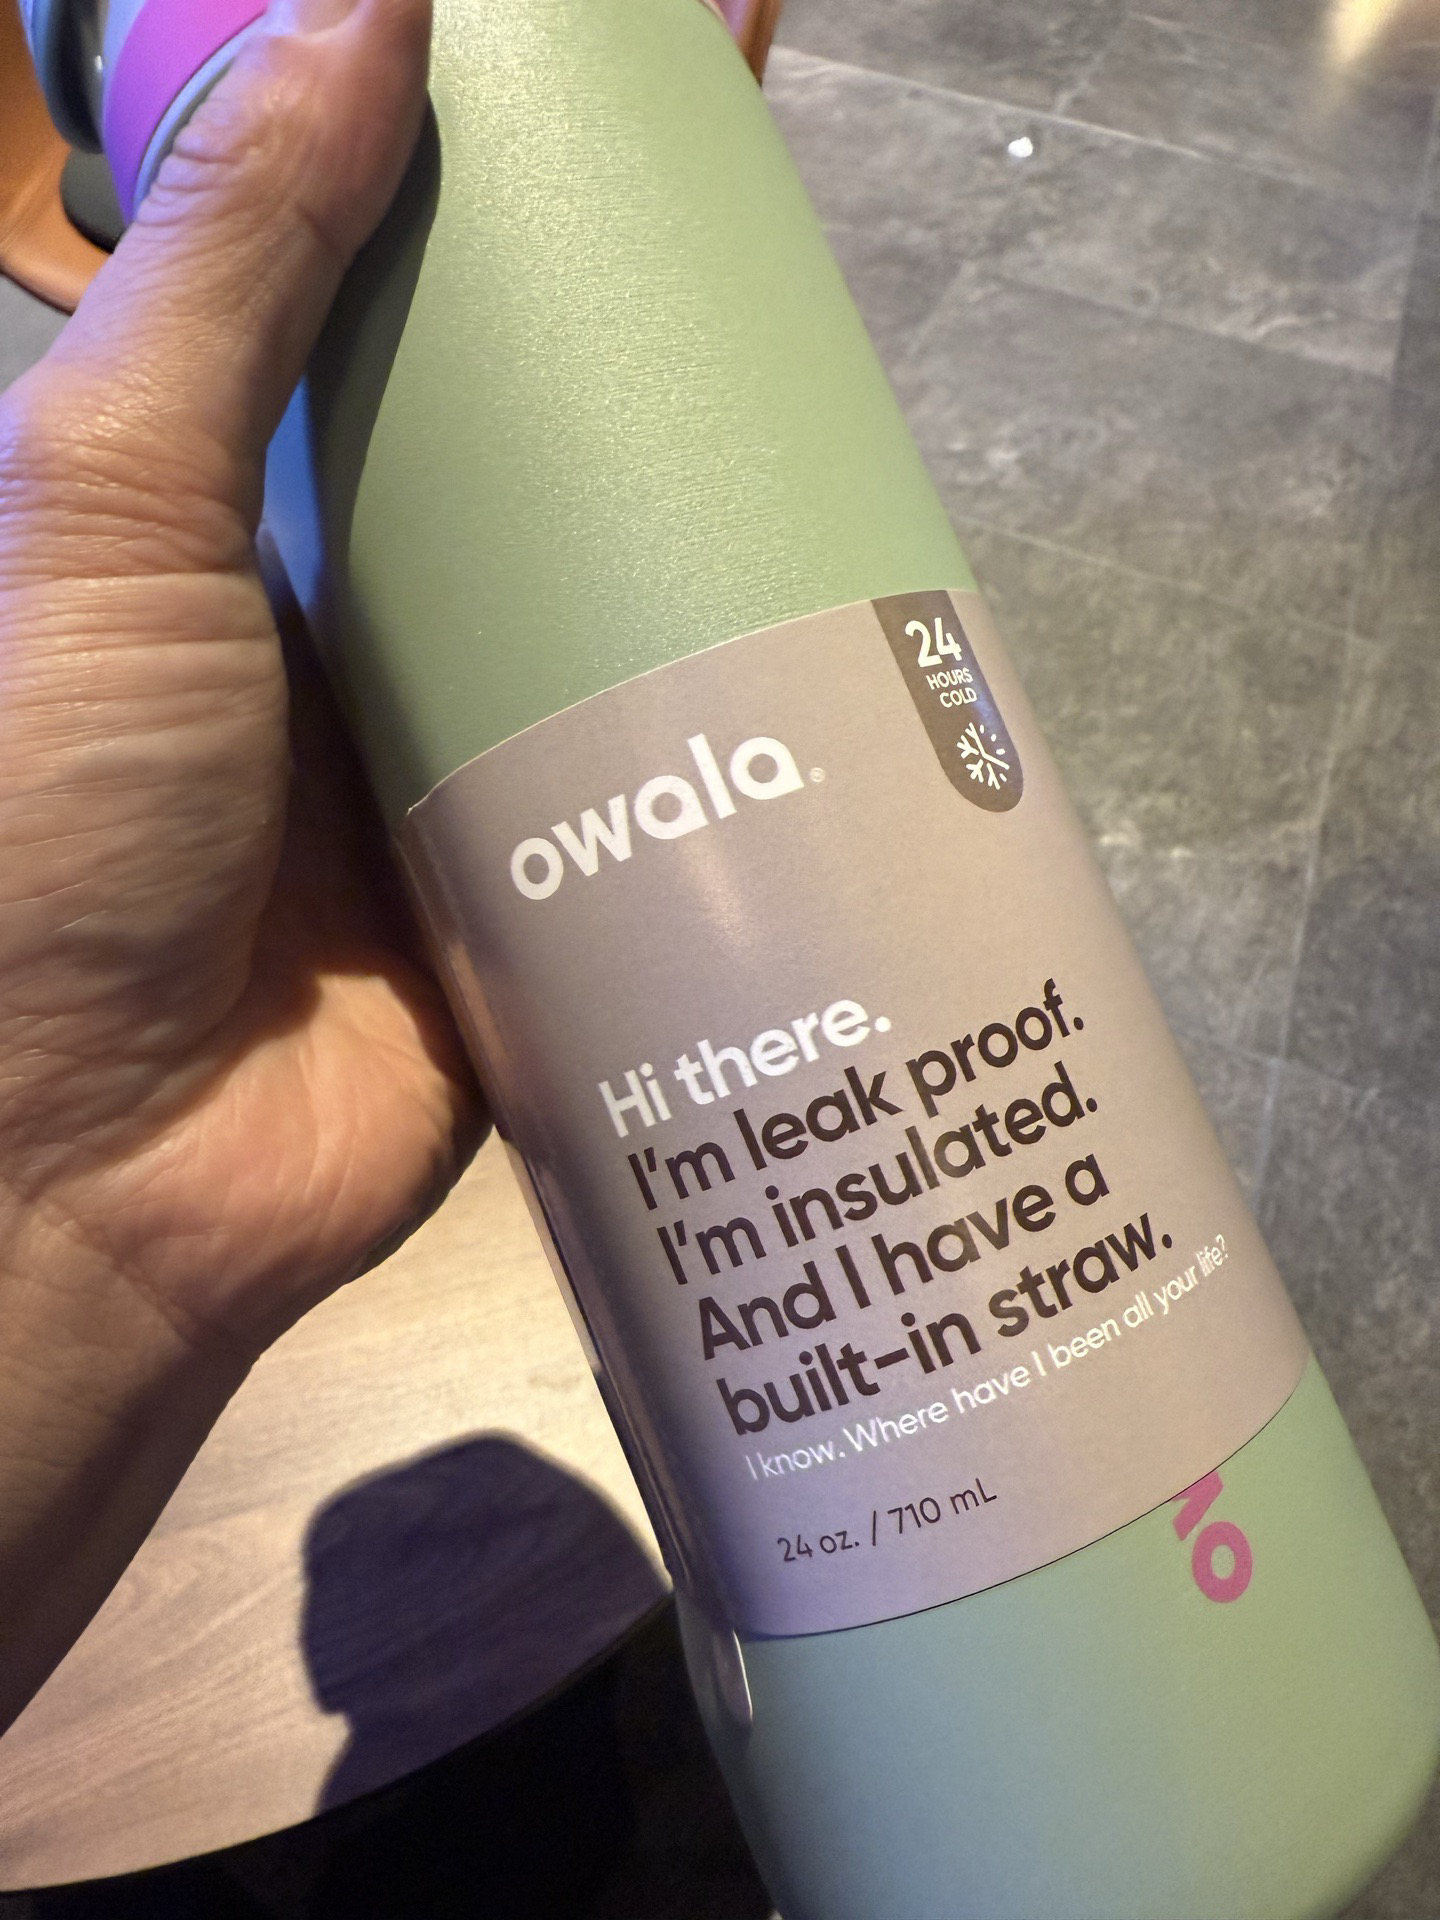 24
HOURS
COLD
owala®
Hi there.
I'm leak proof.
I'm insulated.
And I have a
built-in straw.
I know. Where have I been all your life?
24 oz. / 710 mL
ow